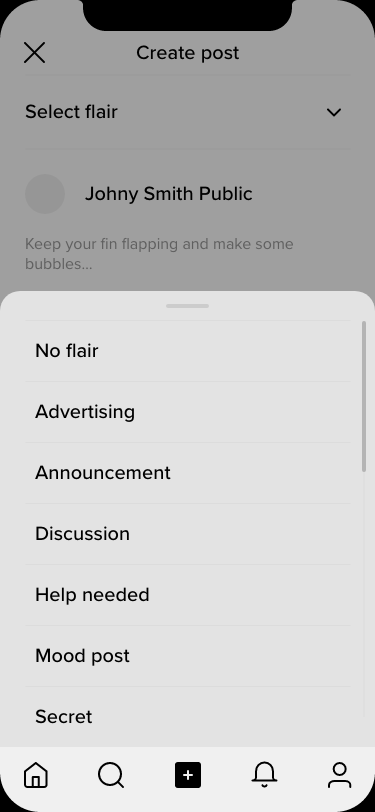 Create post
Select flair
Johny Smith Public
Keep your fin flapping and make some
bubbles...
No flair
Advertising
Announcement
Discussion
Help needed
Mood post
Secret